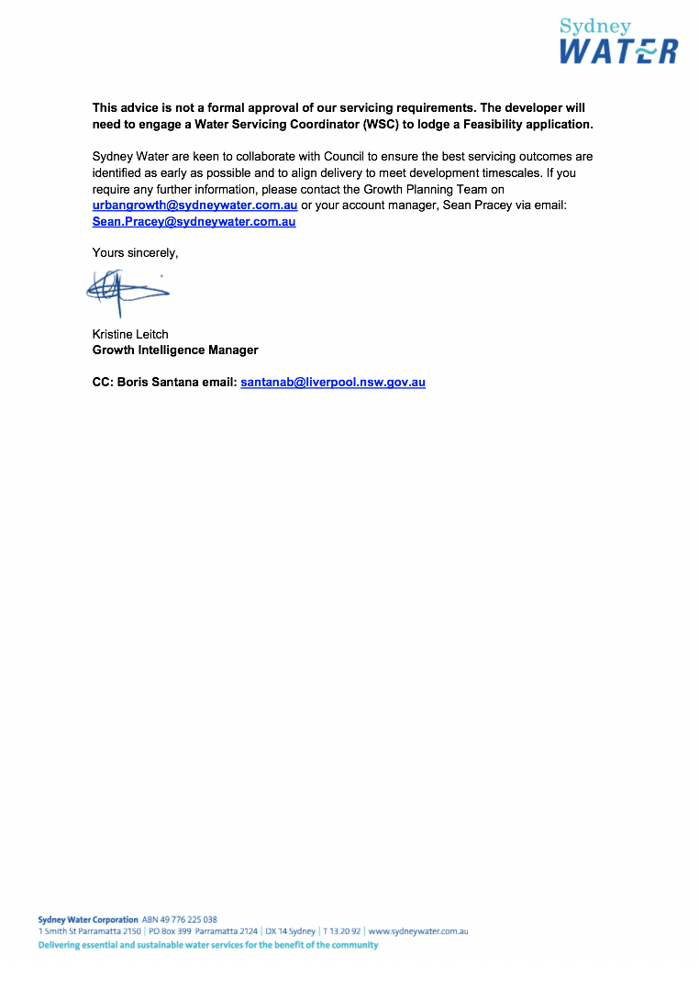 Sydney
WATER
This advice is not a formal approval of our servicing requirements. The developer will
need to engage a Water Servicing Coordinator (WSC) to lodge a Feasibility application.
Sydney Water are keen to collaborate with Council to ensure the best servicing outcomes are
identified as early as possible and to align delivery to meet development timescales. If you
require any further information, please contact the Growth Planning Team on
urbangrowth@sydneywater.com.au or your account manager, Sean Pracey via email:
Sean.Pracey@sydneywater.com.au
Yours sincerely,
Kristine Leitch
Growth Intelligence Manager
CC: Boris Santana email: santanab@liverpool.nsw.gov.au
Sydney Water Corporation ABN 49 776 225 038
1 Smith St Parramatta 2150 | PO Box 399 Parramatta 2124 | DX 14 Sydney | T 13 20 92 | www.sydneywater.com.au
Delivering essential and sustainable water services for the benefit of the community